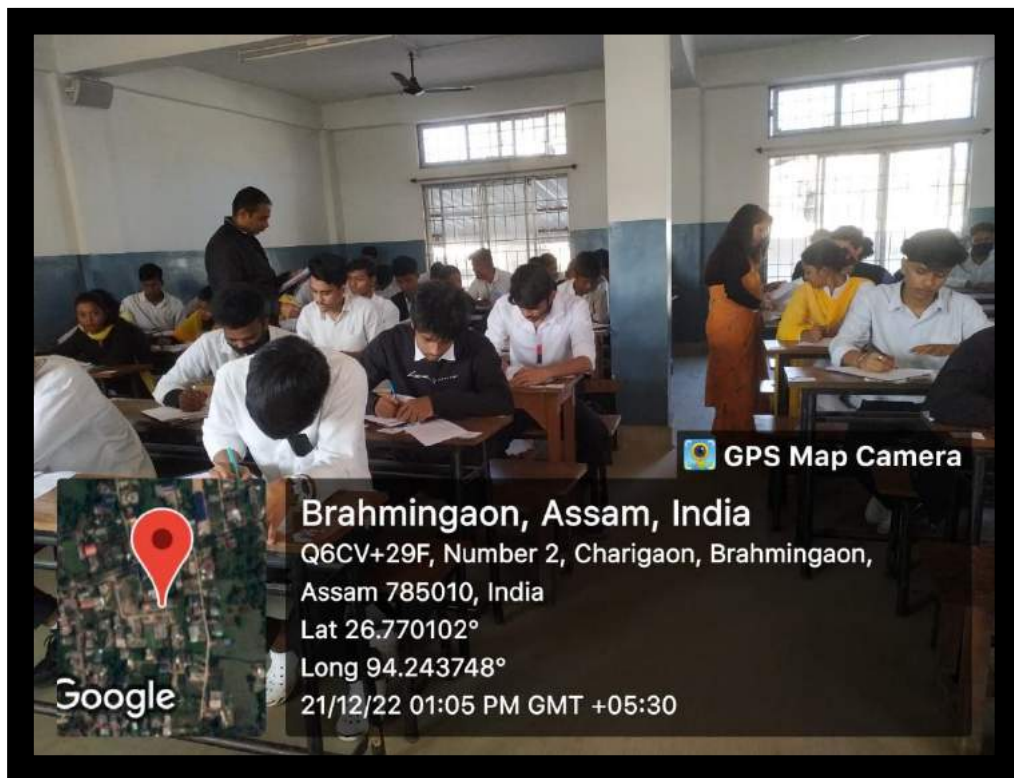 GPS Map Camera
Brahmingaon, Assam, India
Q6CV+29F, Number 2, Charigaon, Brahmingaon,
Assam 785010, India
Lat 26.770102°
Long 94.243748°
21/12/22 01:05 PM GMT +05:30
Google